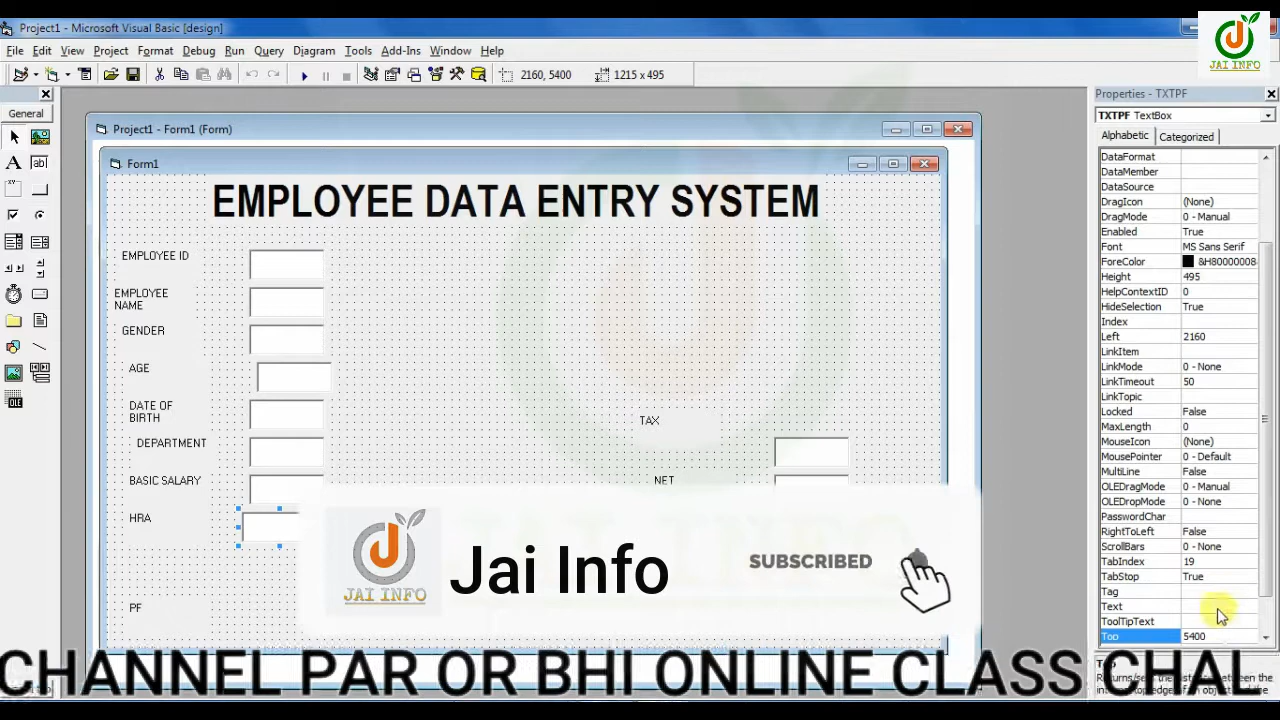 Project1 - Microsoft Visual Basic [design]
JAI INFO
File Edit View Project Format Debug Run Query Diagram Tools Add-Ins Window Help
2160, 5400
1215 x 495
General
Properties - TXTPF
TXTPF TextBox
Alphabetic Categorized
Project1 - Form1 (Form)
Form1
EMPLOYEE DATA ENTRY SYSTEM
EMPLOYEE ID
EMPLOYEE
NAME
GENDER
AGE
DATE OF
BIRTH
DEPARTMENT
BASIC SALARY
HRA
PF
TAX
NET
DataFormat
DataMember
DataSource
DragIcon (None)
DragMode 0 - Manual
Enabled True
Font MS Sans Serif
ForeColor &H80000008
Height 495
HelpContextID 0
HideSelection True
Index
Left 2160
LinkItem
LinkMode 0 - None
LinkTimeout 50
LinkTopic
Locked False
MaxLength 0
MouseIcon (None)
MousePointer 0 - Default
MultiLine False
OLEDragMode 0 - Manual
OLEDropMode 0 - None
PasswordChar
RightToLeft False
ScrollBars 0 - None
TabIndex 19
TabStop True
Tag
Text
ToolTipText
Top 5400
JAI INFO
Jai Info
SUBSCRIBED
CHANNEL PAR OR BHI ONLINE CLASS CHAL